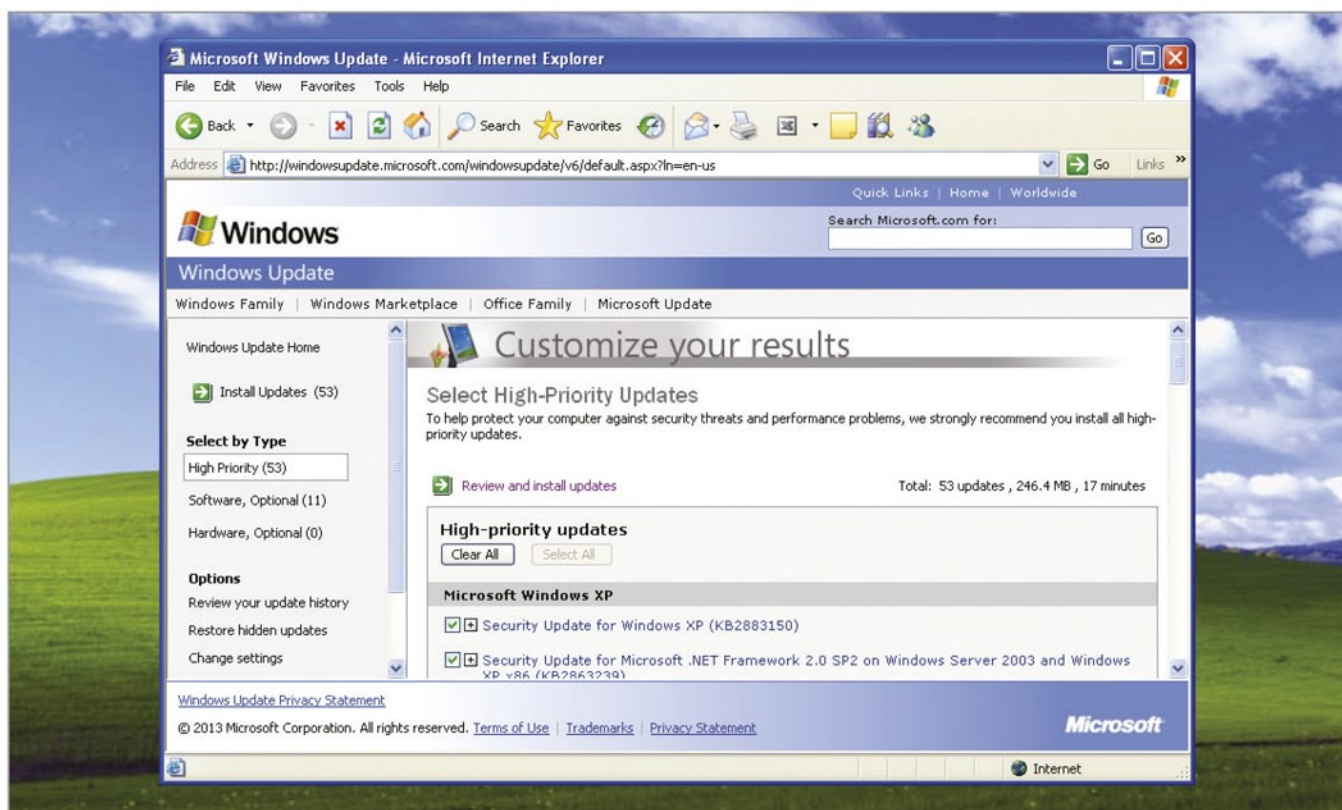 Microsoft Windows Update - Microsoft Internet Explorer
File Edit View Favorites Tools Help
Back Search Favorites
Address http://windowsupdate.microsoft.com/windowsupdate/v6/default.aspx?ln=en-us Go Links »
Quick Links | Home | Worldwide
Windows
Search Microsoft.com for:
Go
Windows Update
Windows Family | Windows Marketplace | Office Family | Microsoft Update
Windows Update Home
Install Updates (53)
Select by Type
High Priority (53)
Software, Optional (11)
Hardware, Optional (0)
Options
Review your update history
Restore hidden updates
Change settings
Customize your results
Select High-Priority Updates
To help protect your computer against security threats and performance problems, we strongly recommend you install all high-
priority updates.
Review and install updates Total: 53 updates , 246.4 MB , 17 minutes
High-priority updates
Clear All Select All
Microsoft Windows XP
Security Update for Windows XP (KB2883150)
Security Update for Microsoft .NET Framework 2.0 SP2 on Windows Server 2003 and Windows
XP x86 (KB2863239)
Windows Update Privacy Statement
© 2013 Microsoft Corporation. All rights reserved. Terms of Use | Trademarks | Privacy Statement
Microsoft
Internet